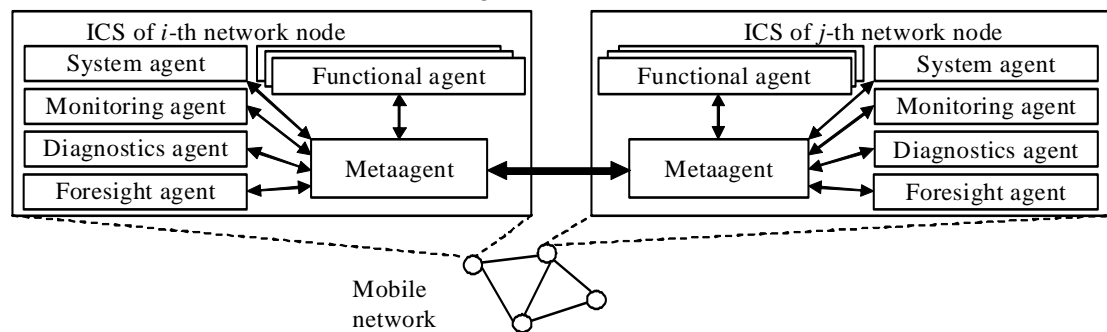 ICS of i-th network node
System agent
Functional agent
Monitoring agent
Diagnostics agent
Metaagent
Foresight agent
ICS of j-th network node
Functional agent
System agent
Monitoring agent
Metaagent
Diagnostics agent
Foresight agent
Mobile
network